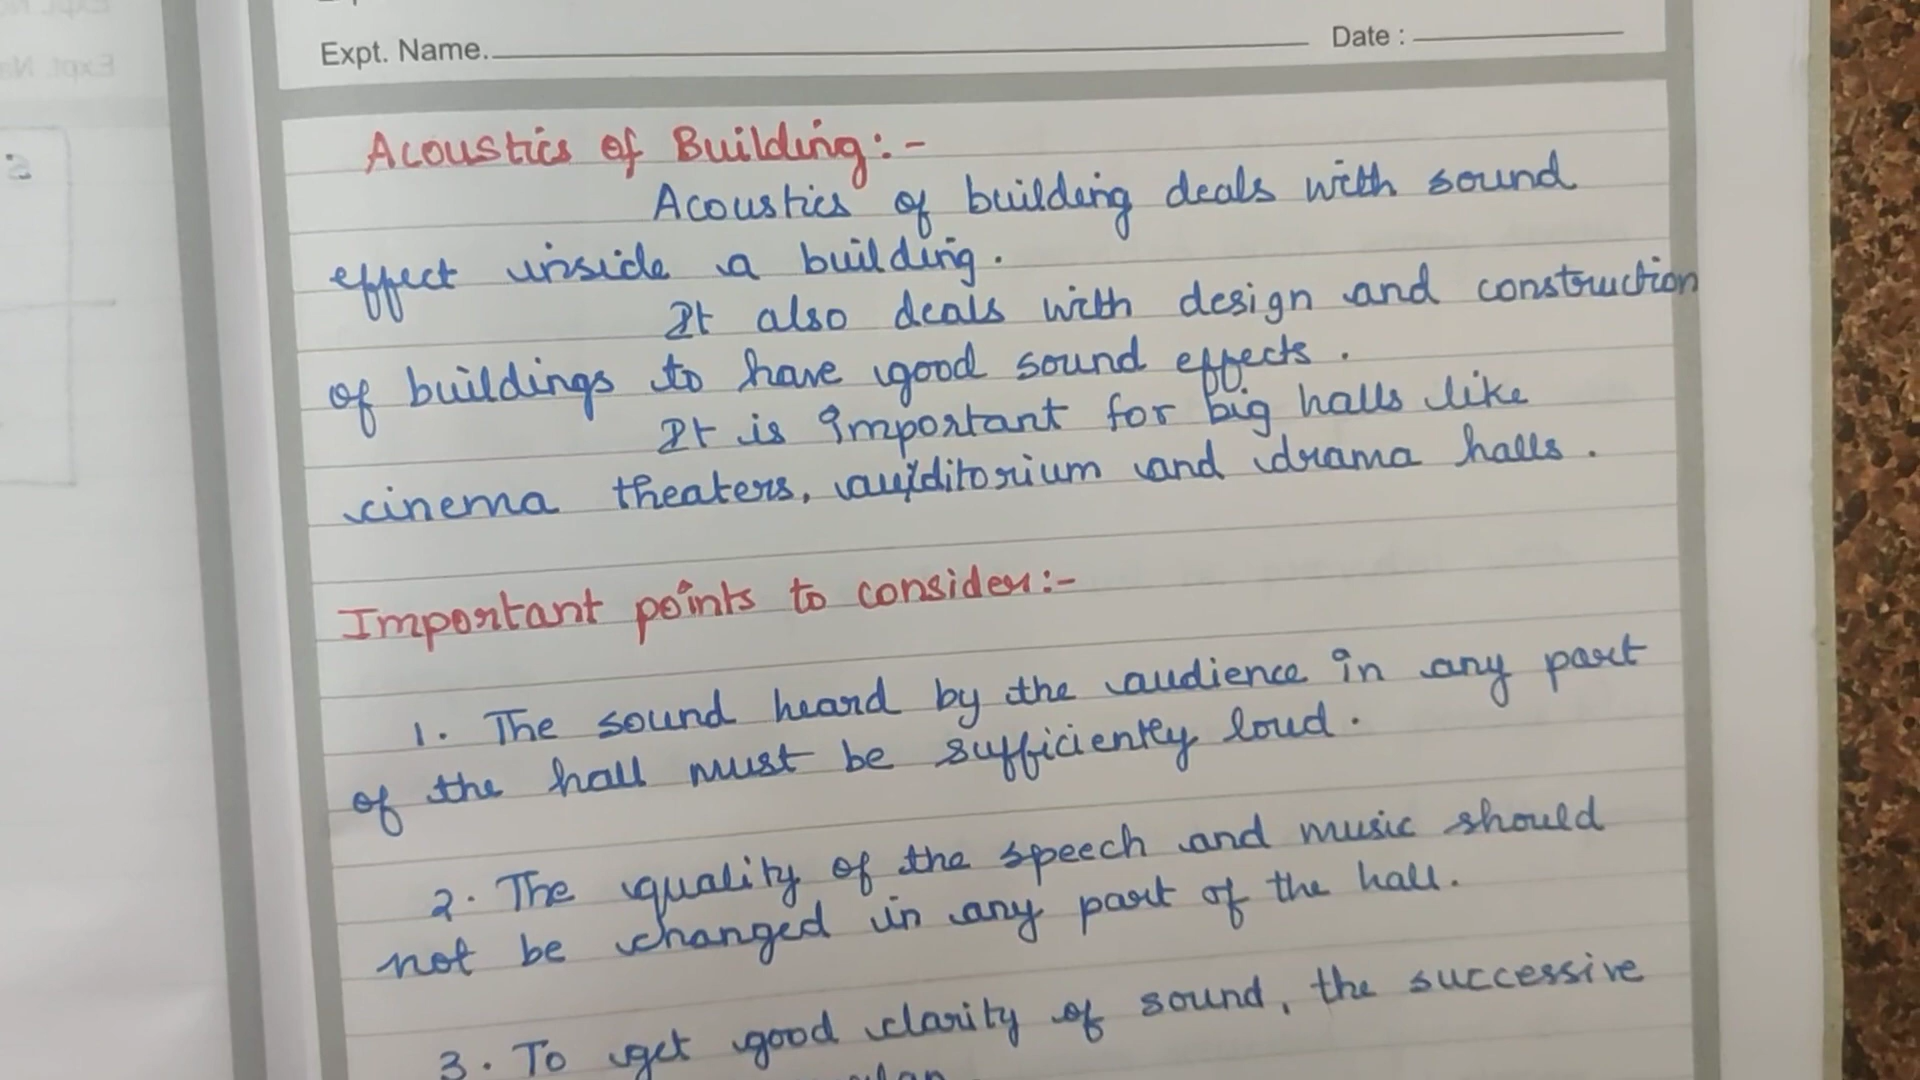 Expt. Name.
Date :
Acoustics of Building:-
Acoustics of building deals with sound
effect inside a building.
It also deals with design and construction
of buildings to have good sound effects.
It is important for big halls like
cinema theaters, auditorium and drama halls.
Important points to consider:-
1. The sound heard by the audience in any part
of the hall must be sufficiently loud.
2. The quality of the speech and music should
not be changed in any part of the hall.
3. To get good clarity of sound, the successive